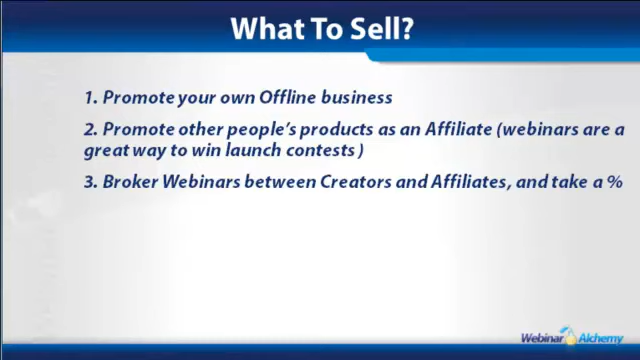 What To Sell?
1. Promote your own Offline business
2. Promote other people's products as an Affiliate (webinars are a
great way to win launch contests )
3. Broker Webinars between Creators and Affiliates, and take a %
Webinar Alchemy